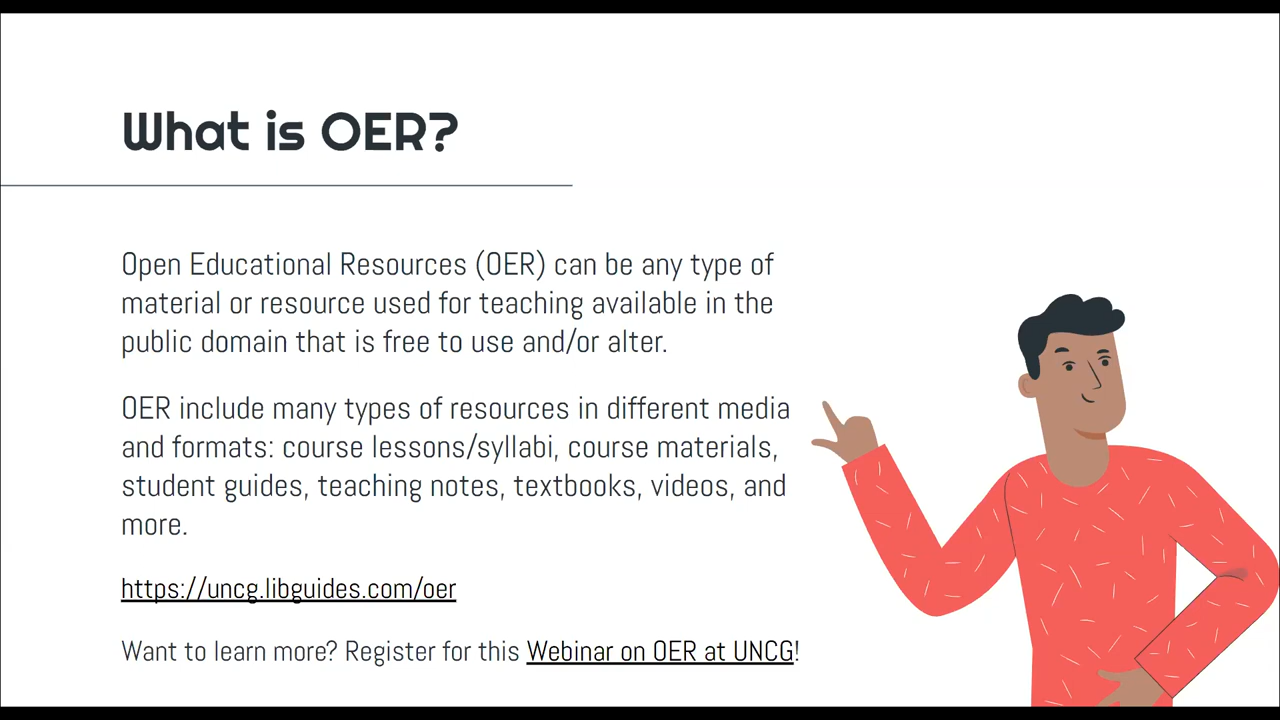 What is OER?
Open Educational Resources (OER) can be any type of
material or resource used for teaching available in the
public domain that is free to use and/or alter.
OER include many types of resources in different media
and formats: course lessons/syllabi, course materials,
student guides, teaching notes, textbooks, videos, and
more.
https://uncg.libguides.com/oer
Want to learn more? Register for this Webinar on OER at UNCG!